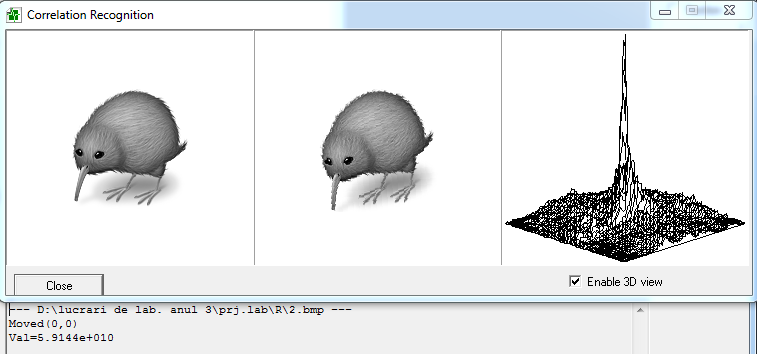 Correlation Recognition
Close
Enable 3D view
--- D:\lucrari de lab. anul 3\prj.lab\R\2.bmp ---
Moved(0,0)
Val=5.9144e+010